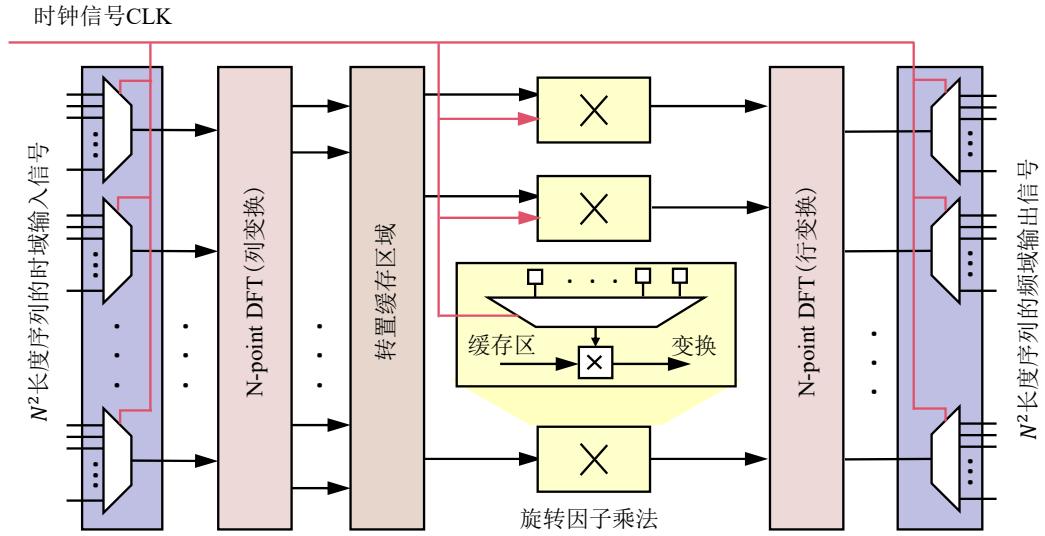 时钟信号CLK
N²长度序列的时域输入信号
N-point DFT(列变换)
转置缓存区域
缓存区
变换
旋转因子乘法
N-point DFT(行变换)
N²长度序列的频域输出信号